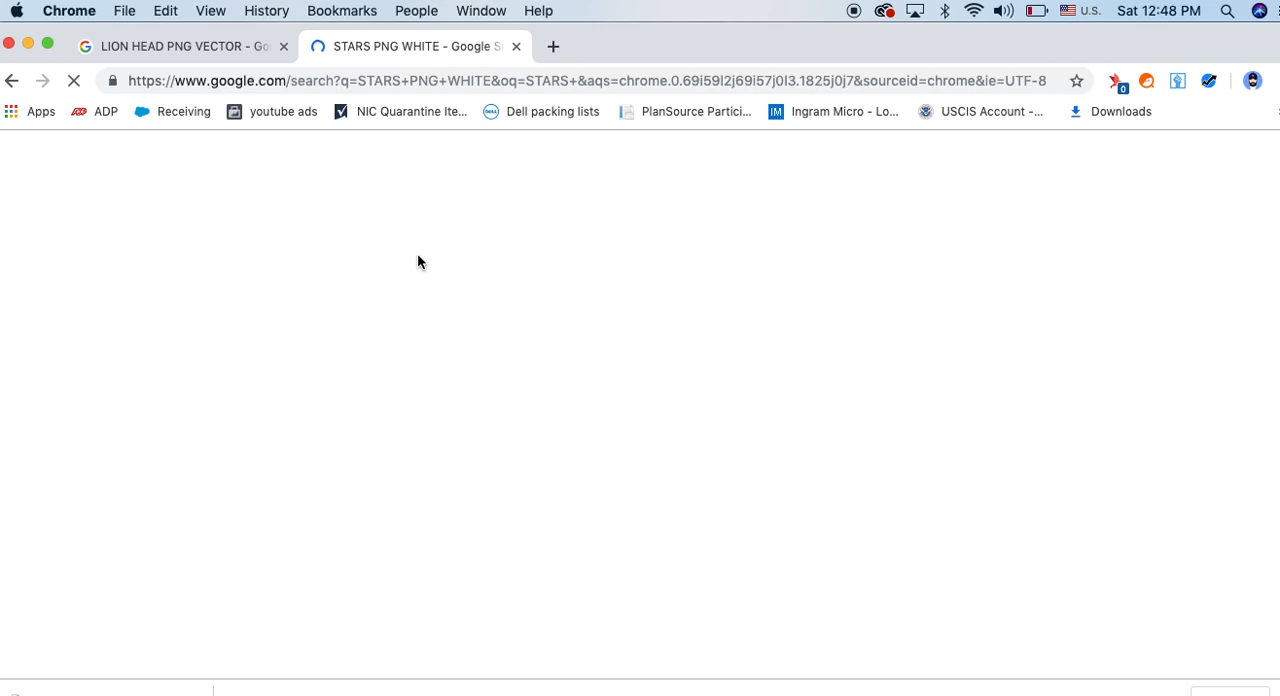 Chrome File Edit View History Bookmarks People Window Help U.S. Sat 12:48 PM
LION HEAD PNG VECTOR - Go STARS PNG WHITE - Google S
https://www.google.com/search?q=STARS+PNG+WHITE&oq=STARS+&aqs=chrome.0.69i59l2j69i57j0l3.1825j0j7&sourceid=chrome&ie=UTF-8 0
Apps ADP Receiving youtube ads NIC Quarantine Ite... DELL Dell packing lists PlanSource Partici... IM Ingram Micro - Lo... USCIS Account -... Downloads